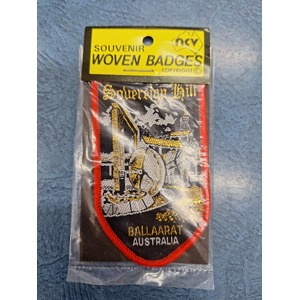 SOUVENIR
WOVEN BADGES
COPYRIGHT
Sovereign Hill
BALLAARAT
AUSTRALIA